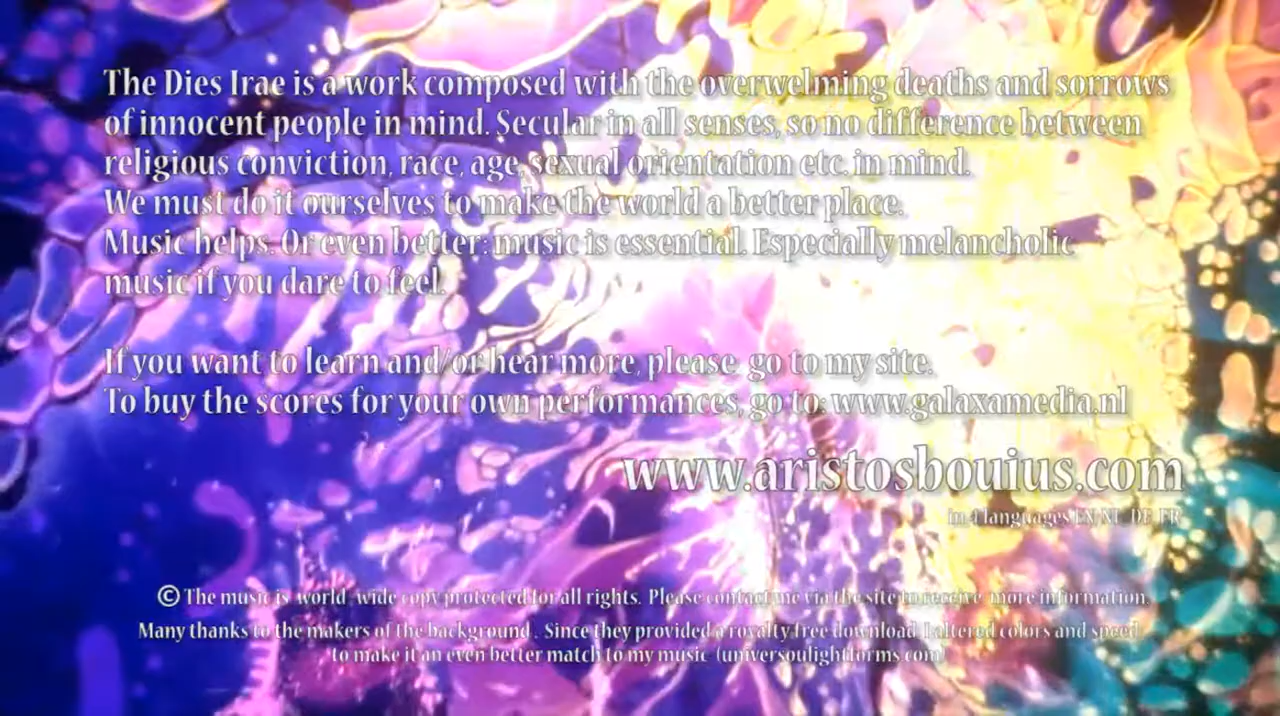 The Dies Irae is a work composed with the overwelming deaths and sorrows
of innocent people in mind. Secular in all senses, so no difference between
religious conviction, race, age, sexual orientation etc. in mind.
We must do it ourselves to make the world a better place.
Music helps. Or even better: music is essential. Especially melancholic
music if you dare to feel.
If you want to learn and/or hear more, please go to my site.
To buy the scores for your own performances, go to: www.galaxamedia.nl
www.aristosbouius.com
in 4 languages EN NL DE FR
© The music is world wide copy protected for all rights. Please contact me via the site to receive more information.
Many thanks to the makers of the background. Since they provided a royalty free download I altered colors and speed
to make it an even better match to my music (universoulightforms.com)